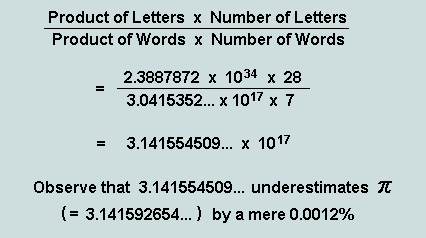 Product of Letters x Number of Letters
Product of Words x Number of Words
= 2.3887872 x 10³⁴ x 28
3.0415352... x 10¹⁷ x 7
= 3.141554509... x 10¹⁷
Observe that 3.141554509... underestimates π
(= 3.141592654...) by a mere 0.0012%